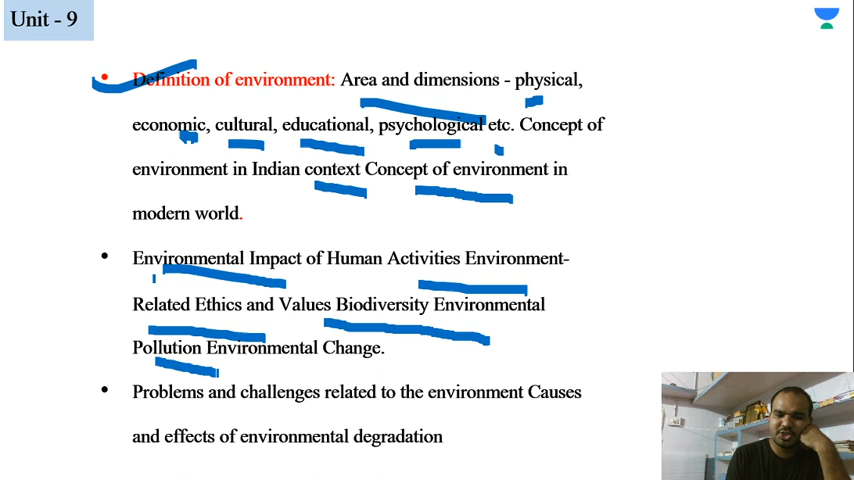 Unit - 9
• Definition of environment: Area and dimensions - physical,
economic, cultural, educational, psychological etc. Concept of
environment in Indian context Concept of environment in
modern world.
• Environmental Impact of Human Activities Environment-
Related Ethics and Values Biodiversity Environmental
Pollution Environmental Change.
• Problems and challenges related to the environment Causes
and effects of environmental degradation